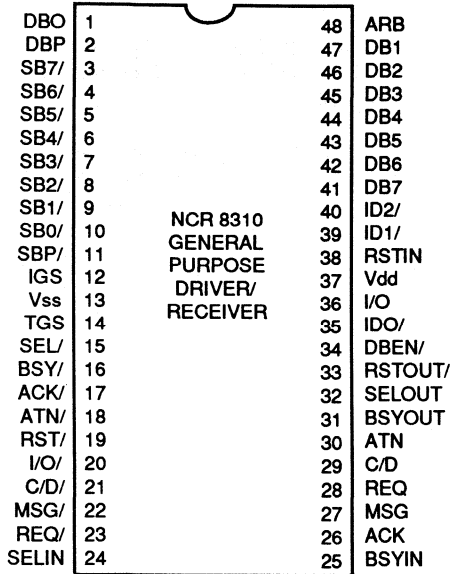 DBO 1
DBP 2
SB7/ 3
SB6/ 4
SB5/ 5
SB4/ 6
SB3/ 7
SB2/ 8
SB1/ 9
SB0/ 10
SBP/ 11
IGS 12
Vss 13
TGS 14
SEL/ 15
BSY/ 16
ACK/ 17
ATN/ 18
RST/ 19
I/O/ 20
C/D/ 21
MSG/ 22
REQ/ 23
SELIN 24
NCR 8310
GENERAL
PURPOSE
DRIVER/
RECEIVER
48 ARB
47 DB1
46 DB2
45 DB3
44 DB4
43 DB5
42 DB6
41 DB7
40 ID2/
39 ID1/
38 RSTIN
37 Vdd
36 I/O
35 IDO/
34 DBEN/
33 RSTOUT/
32 SELOUT
31 BSYOUT
30 ATN
29 C/D
28 REQ
27 MSG
26 ACK
25 BSYIN